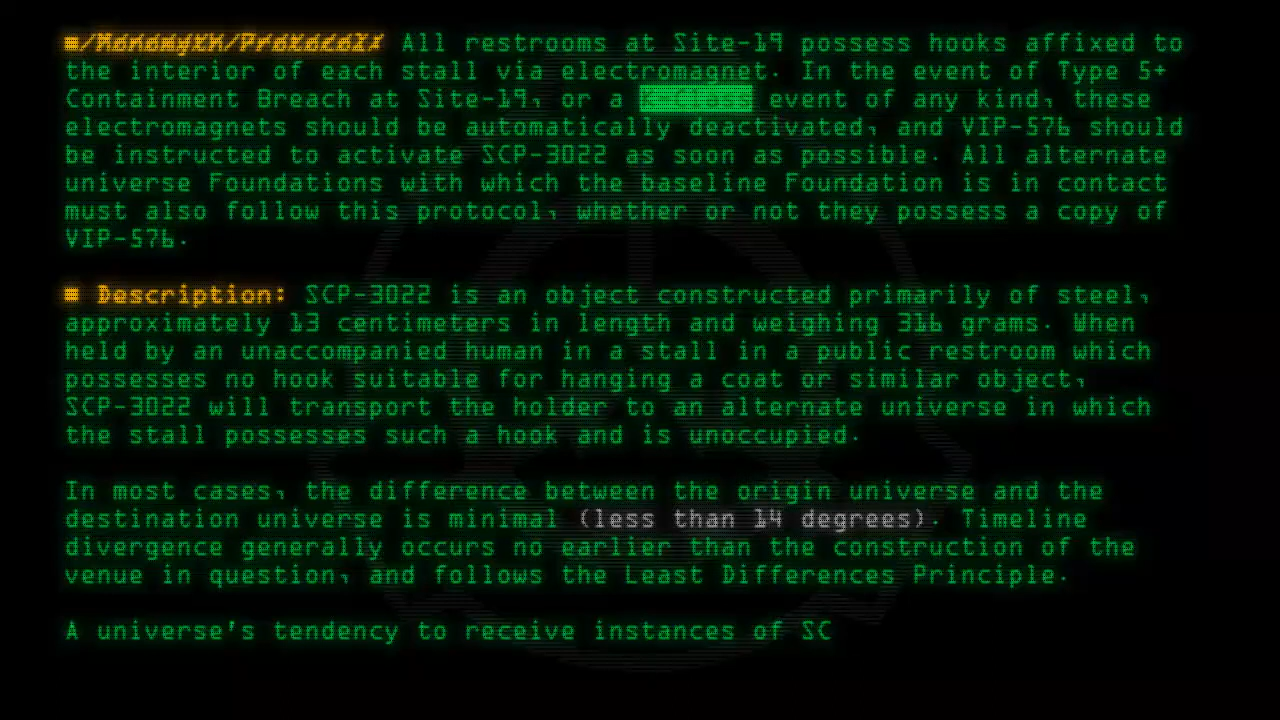 All restrooms at Site-19 possess hooks affixed to
the interior of each stall via electromagnet. In the event of Type 5+
Containment Breach at Site-19, or a event of any kind, these
electromagnets should be automatically deactivated, and VIP-576 should
be instructed to activate SCP-3022 as soon as possible. All alternate
universe Foundations with which the baseline Foundation is in contact
must also follow this protocol, whether or not they possess a copy of
VIP-576.
■ Description: SCP-3022 is an object constructed primarily of steel,
approximately 13 centimeters in length and weighing 316 grams. When
held by an unaccompanied human in a stall in a public restroom which
possesses no hook suitable for hanging a coat or similar object,
SCP-3022 will transport the holder to an alternate universe in which
the stall possesses such a hook and is unoccupied.
In most cases, the difference between the origin universe and the
destination universe is minimal (less than 14 degrees). Timeline
divergence generally occurs no earlier than the construction of the
venue in question, and follows the Least Differences Principle.
A universe's tendency to receive instances of SC